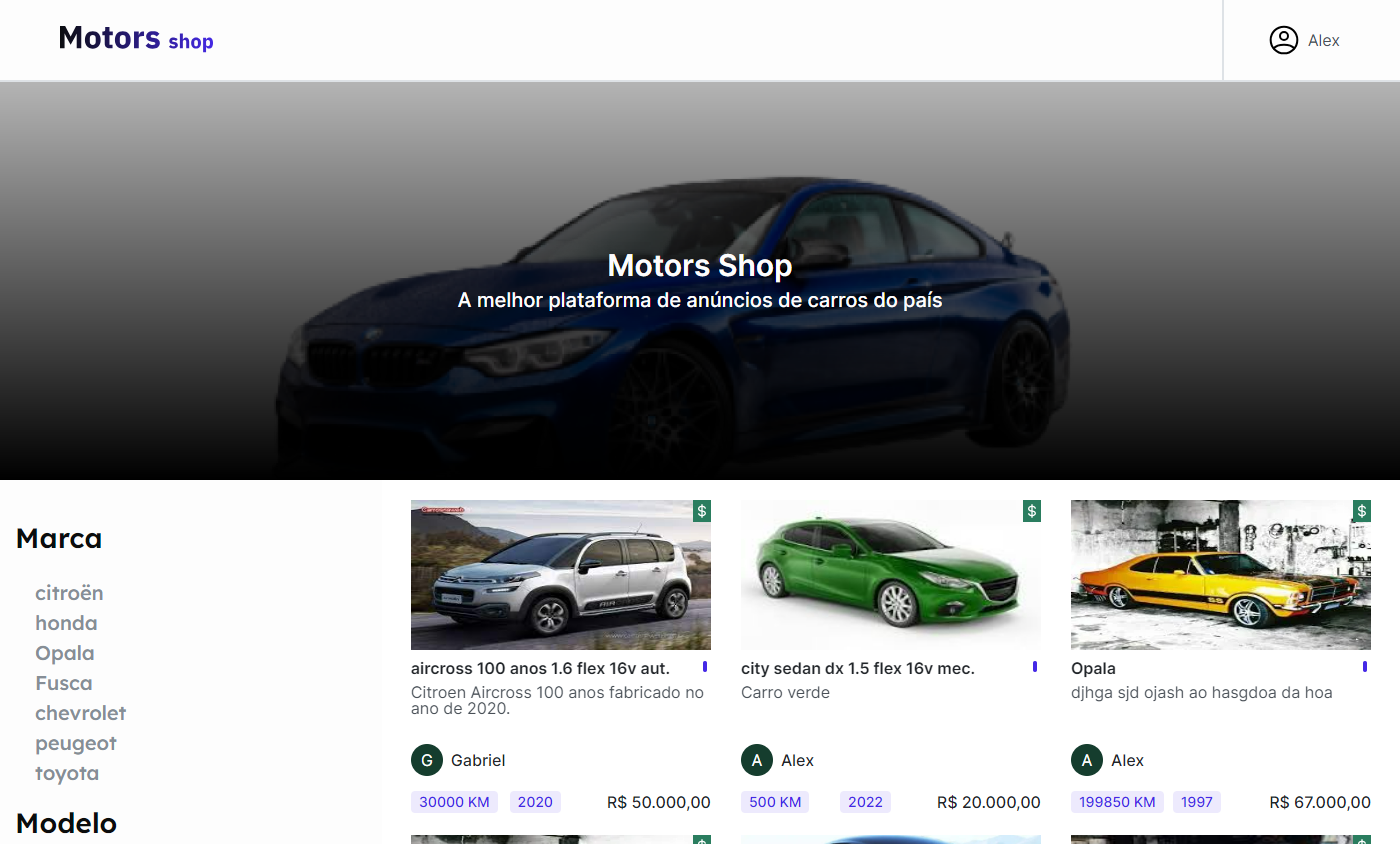 Motors shop
Alex
Motors Shop
A melhor plataforma de anúncios de carros do país
Marca
citroën
honda
Opala
Fusca
chevrolet
peugeot
toyota
Modelo
$
aircross 100 anos 1.6 flex 16v aut.
Citroen Aircross 100 anos fabricado no
ano de 2020.
G Gabriel
30000 KM 2020 R$ 50.000,00
$
city sedan dx 1.5 flex 16v mec.
Carro verde
A Alex
500 KM 2022 R$ 20.000,00
$
SS
Opala
djhga sjd ojash ao hasgdoa da hoa
A Alex
199850 KM 1997 R$ 67.000,00
$
$